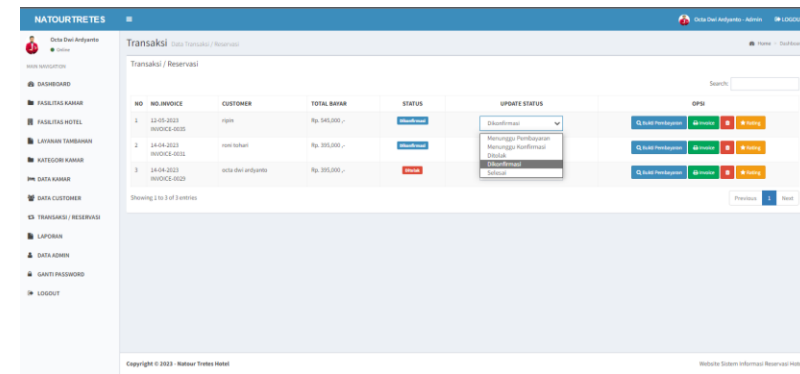 NATOURTRETES
Octa Dwi Ardyanto - Admin LOGOUT
Octa Dwi Ardyanto
Online
MAIN NAVIGATION
DASHBOARD
FASILITAS KAMAR
FASILITAS HOTEL
LAYANAN TAMBAHAN
KATEGORI KAMAR
DATA KAMAR
DATA CUSTOMER
TRANSAKSI / RESERVASI
LAPORAN
DATA ADMIN
GANTI PASSWORD
LOGOUT
Transaksi Data Transaksi / Reservasi
Home
Transaksi / Reservasi
Search:
NO NO.INVOICE CUSTOMER TOTAL BAYAR STATUS UPDATE STATUS OPSI
1 12-05-2023 Rp. 545,000 ,- Dikonfirmasi Dikonfirmasi Bukti Pembayaran Invoice Rating
INVOICE-0035
Menunggu Pembayaran
Menunggu Konfirmasi
Ditolak
Dikonfirmasi
Selesai
2 14-04-2023 roni Rp. 395,000 ,- Dikonfirmasi Bukti Pembayaran Invoice Rating
INVOICE-0031
3 14-04-2023 octa dwi ardyanto Rp. 395,000 ,- Ditolak Bukti Pembayaran Invoice Rating
INVOICE-0029
Showing 1 to 3 of 3 entries
Previous 1 Next
Copyright © 2023 - Natour Tretes Hotel
Website Sistem Informasi Reservasi